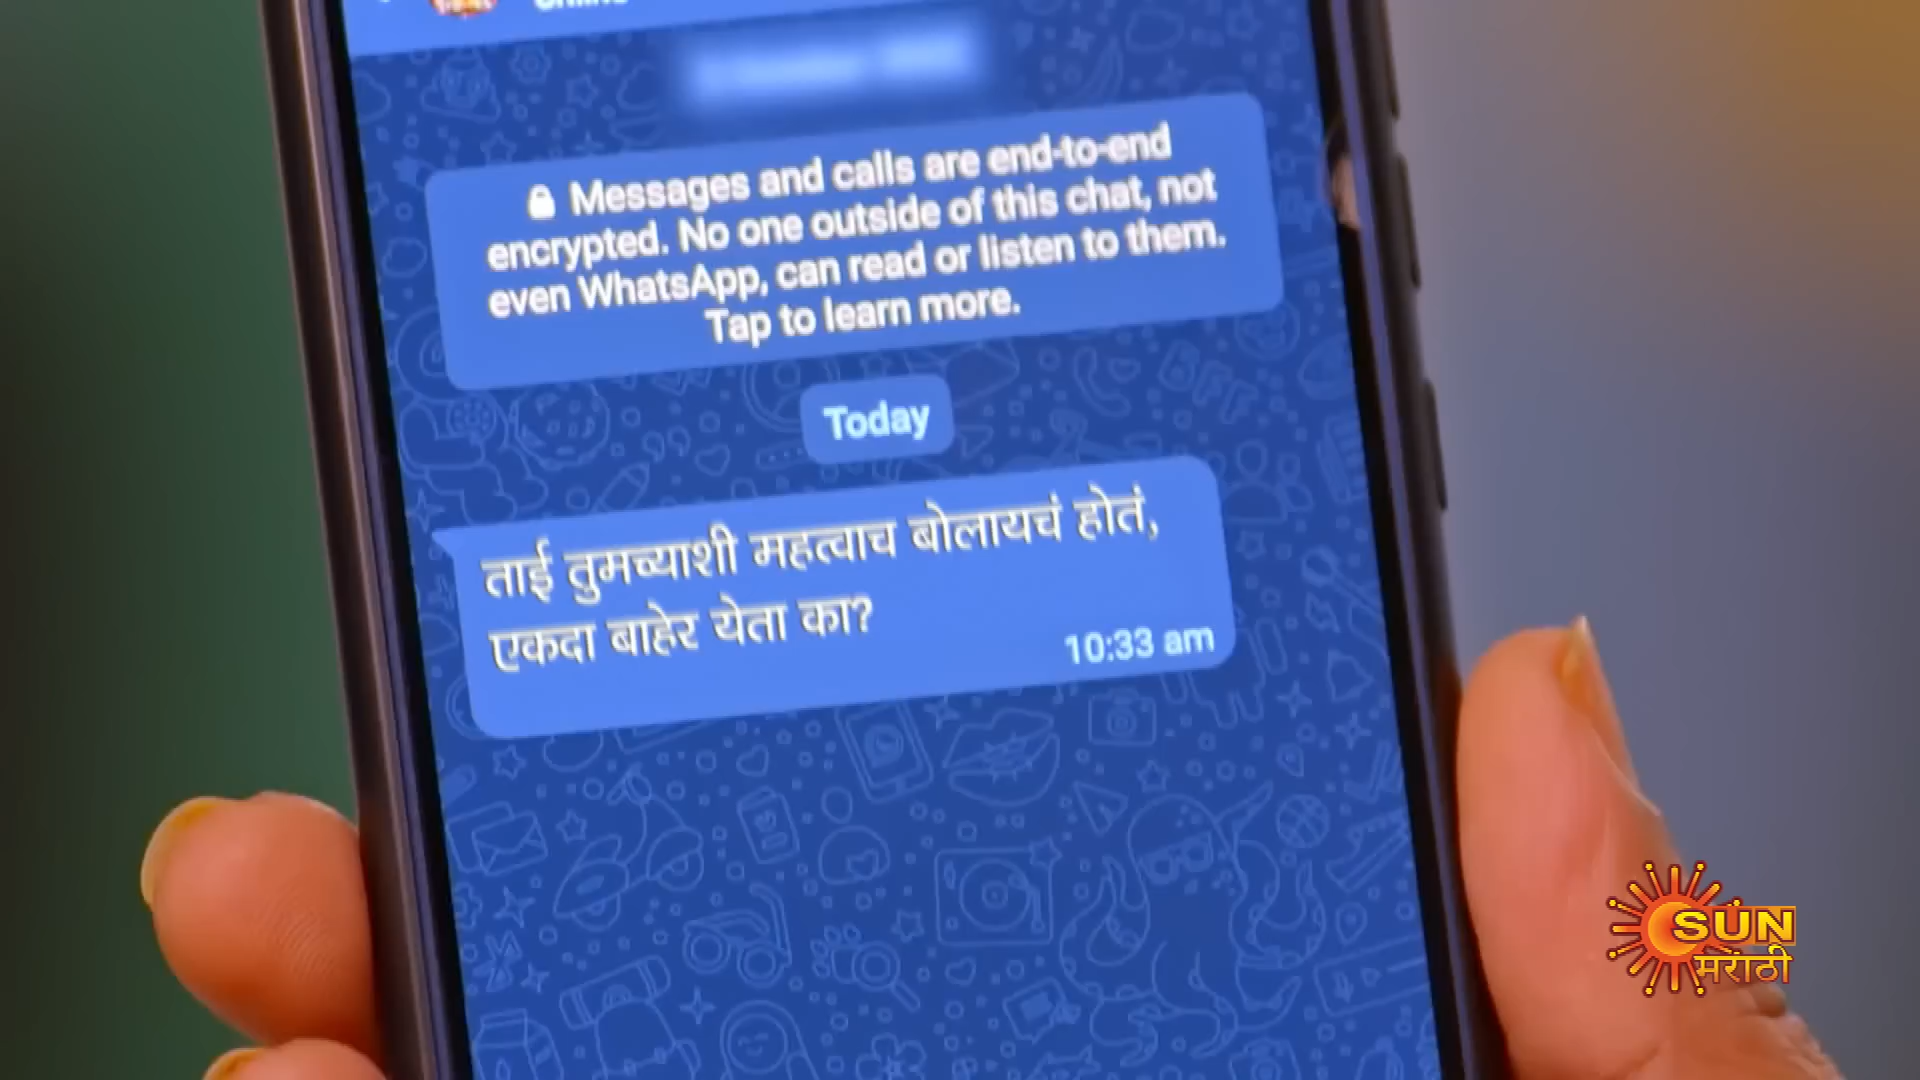 Messages and calls are end-to-end
encrypted. No one outside of this chat, not
even WhatsApp, can read or listen to them.
Tap to learn more.
Today
ताई तुमच्याशी महत्वाच बोलायचं होतं,
एकदा बाहेर येता का?
10:33 am
SUN
मराठी